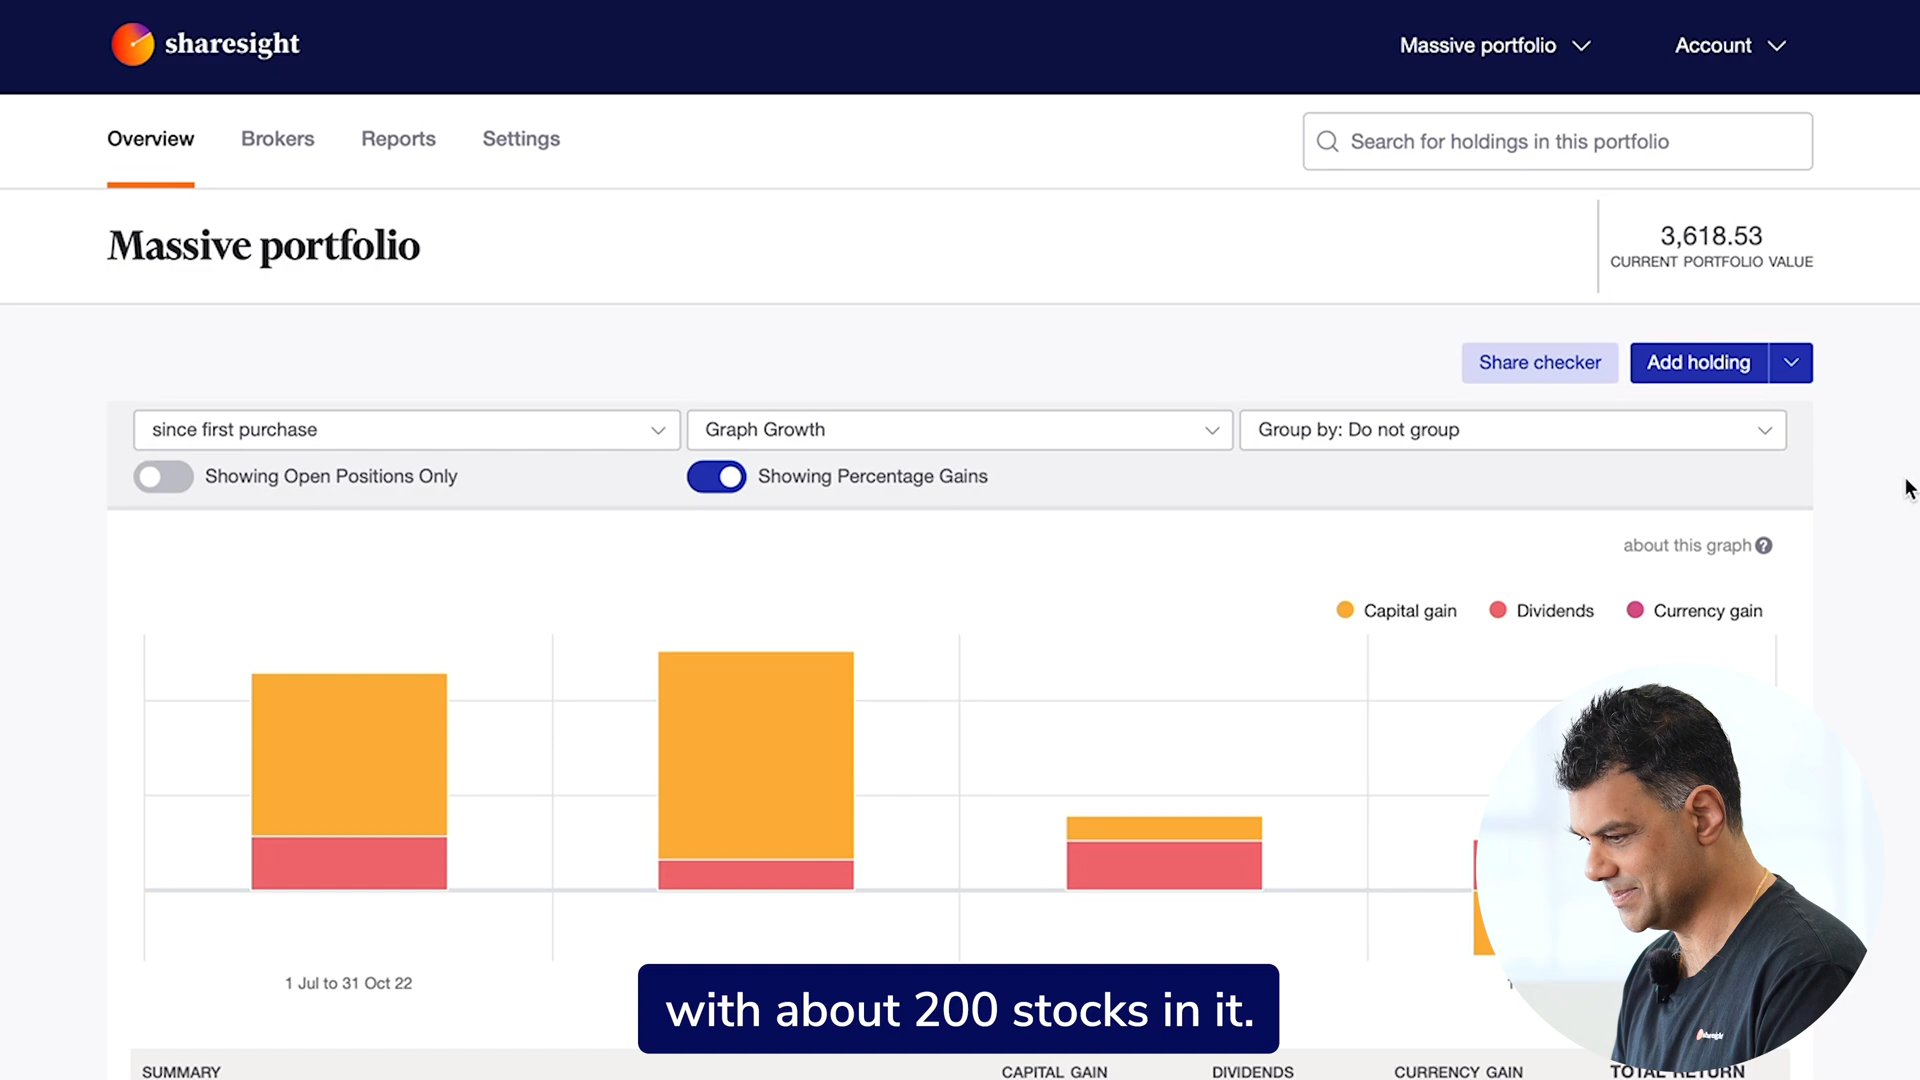 sharesight
Massive portfolio
Account
Overview
Brokers
Reports
Settings
Search for holdings in this portfolio
Massive portfolio
3,618.53
CURRENT PORTFOLIO VALUE
Share checker
Add holding
since first purchase
Graph Growth
Group by: Do not group
Showing Open Positions Only
Showing Percentage Gains
about this graph
Capital gain
Dividends
Currency gain
1 Jul to 31 Oct 22
with about 200 stocks in it.
sharesight
SUMMARY
CAPITAL GAIN
DIVIDENDS
CURRENCY GAIN
TOTAL RETURN